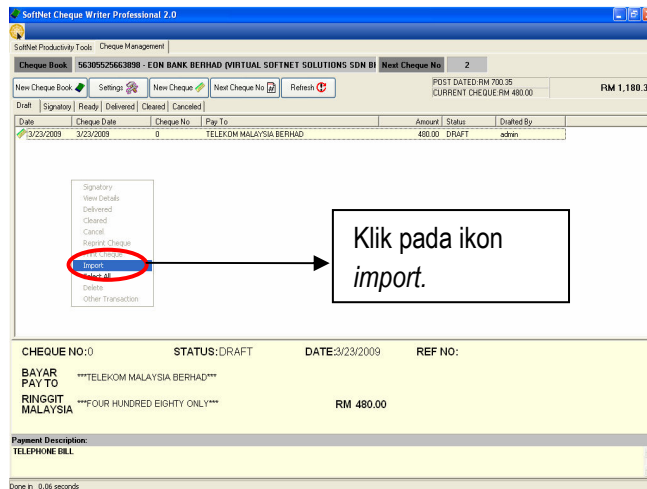 SoftNet Cheque Writer Professional 2.0
SoftNet Productivity Tools Cheque Management
Cheque Book 56305525663898 - EON BANK BERHAD (VIRTUAL SOFTNET SOLUTIONS SDN BH Next Cheque No 2
New Cheque Book Settings New Cheque Next Cheque No Refresh POST DATED:RM 700.35
CURRENT CHEQUE:RM 480.00 RM 1,180.3
Draft Signatory Ready Delivered Cleared Canceled
Date Cheque Date Cheque No Pay To Amount Status Drafted By
3/23/2009 3/23/2009 0 TELEKOM MALAYSIA BERHAD 480.00 DRAFT admin
Signatory
View Details
Delivered
Cleared
Cancel
Reprint Cheque
Print Cheque
Import
Select All
Delete
Other Transaction
Klik pada ikon
import.
CHEQUE NO:0 STATUS:DRAFT DATE:3/23/2009 REF NO:
BAYAR
PAY TO ***TELEKOM MALAYSIA BERHAD***
RINGGIT
MALAYSIA ***FOUR HUNDRED EIGHTY ONLY*** RM 480.00
Payment Description:
TELEPHONE BILL
Done in 0.06 seconds